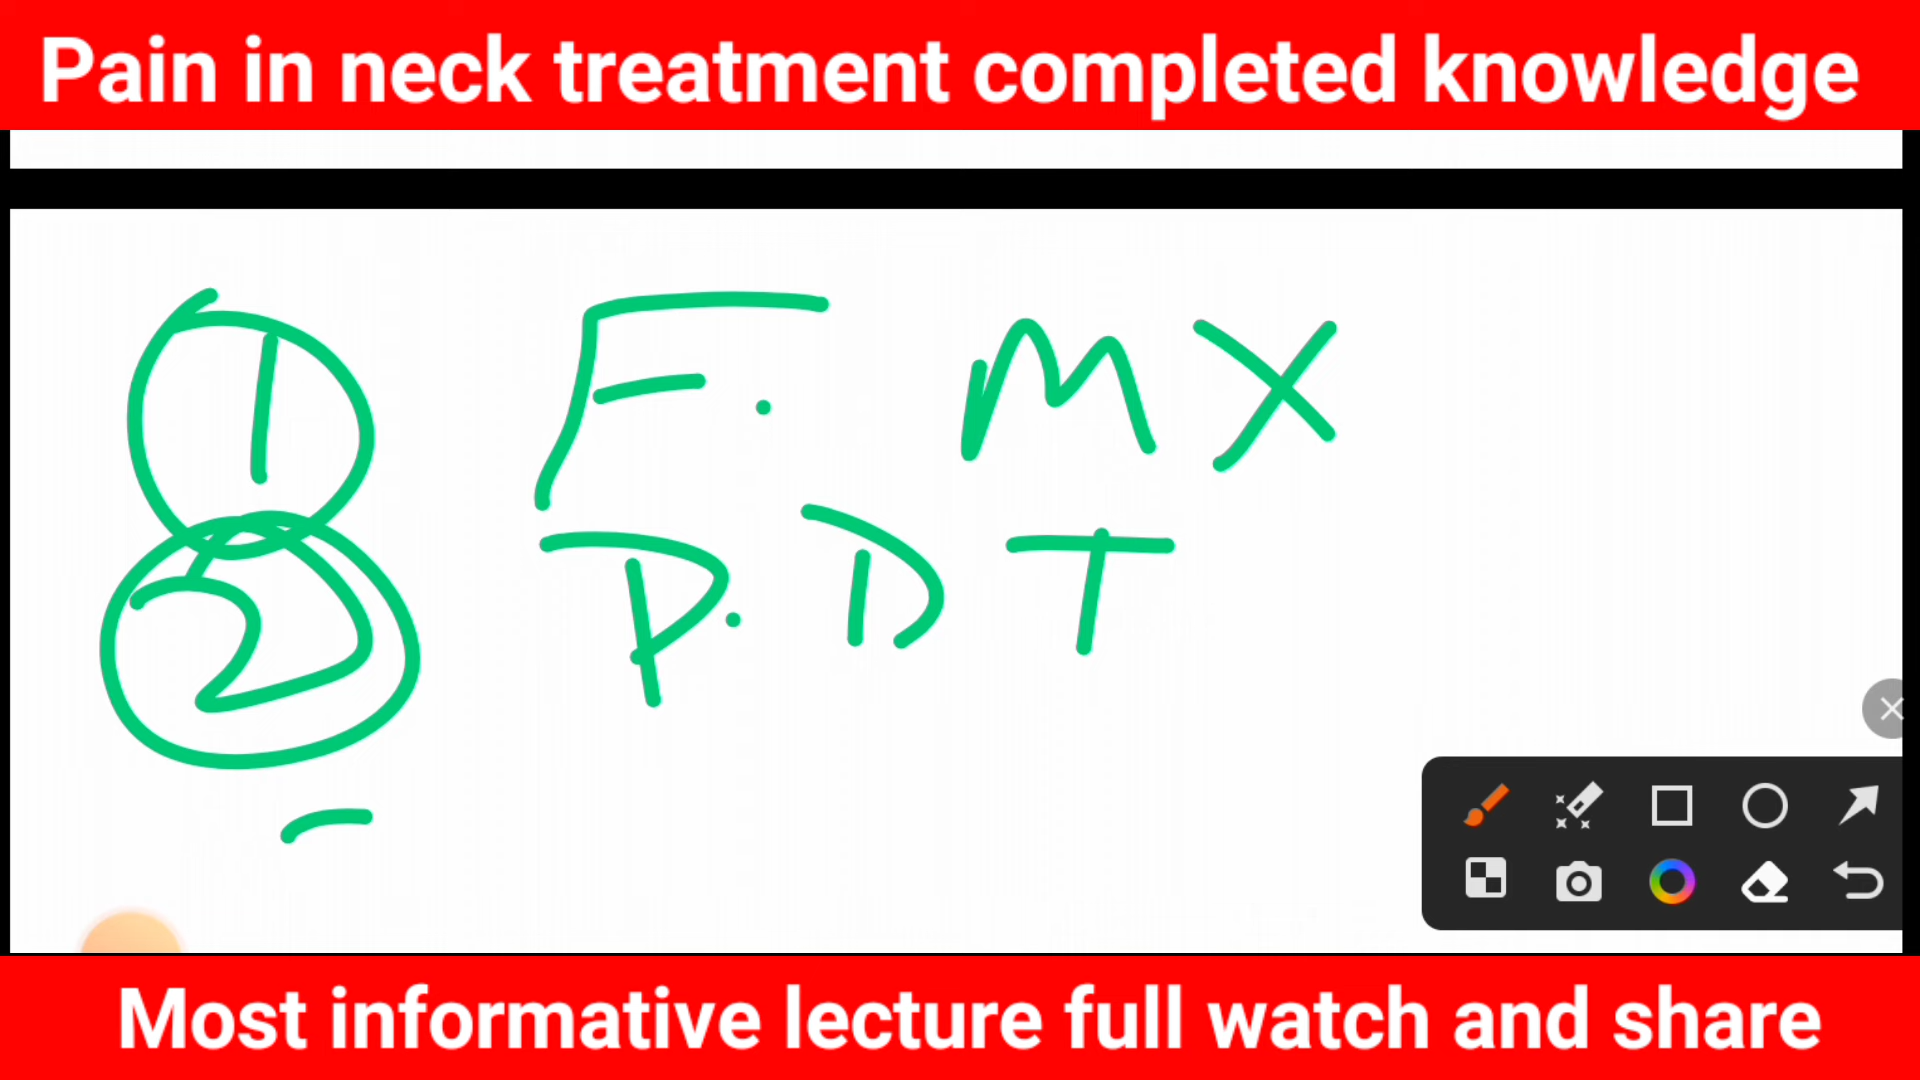 Pain in neck treatment completed knowledge
1 F. MX
2 P. DT
Most informative lecture full watch and share